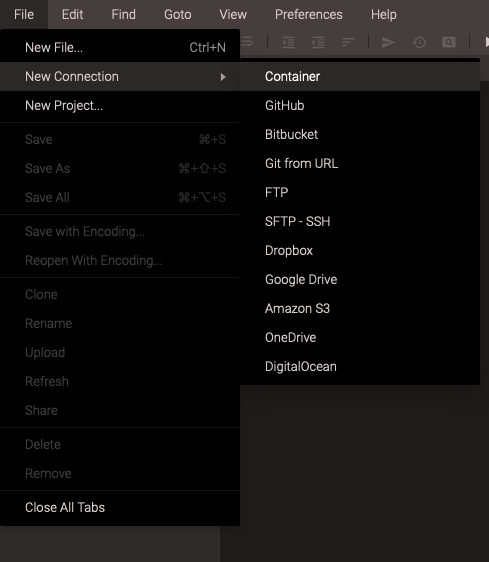 File Edit Find Goto View Preferences Help
New File... Ctrl+N
New Connection
New Project...
Save ⌘+S
Save As ⌘+⇧+S
Save All ⌘+⌥+S
Save with Encoding...
Reopen With Encoding...
Clone
Rename
Upload
Refresh
Share
Delete
Remove
Close All Tabs
Container
GitHub
Bitbucket
Git from URL
FTP
SFTP - SSH
Dropbox
Google Drive
Amazon S3
OneDrive
DigitalOcean